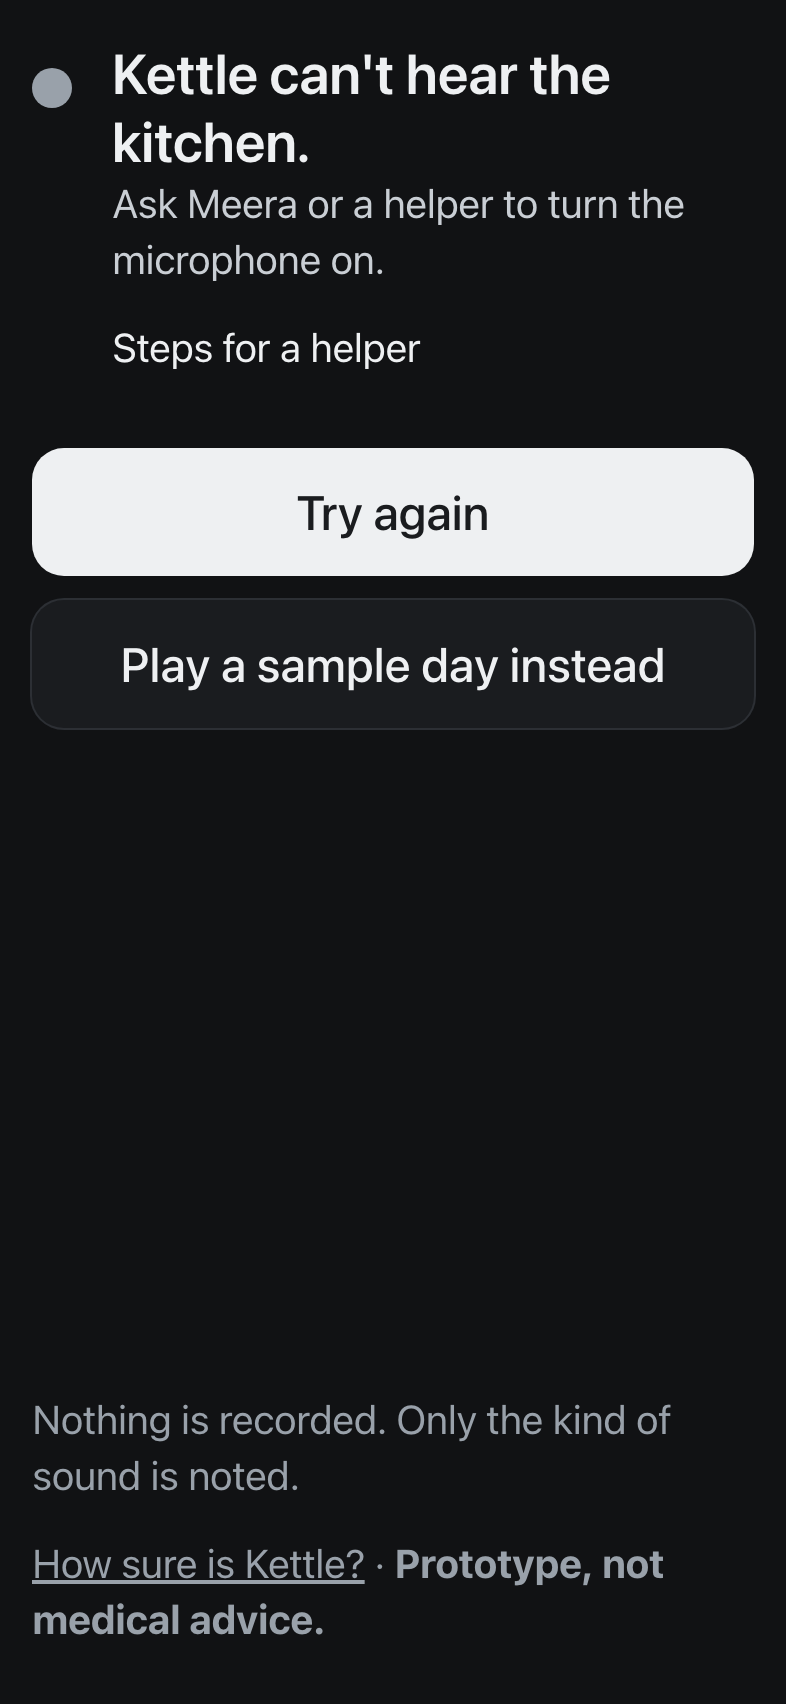 Kettle can't hear the
kitchen.
Ask Meera or a helper to turn the
microphone on.
Steps for a helper
Try again
Play a sample day instead
Nothing is recorded. Only the kind of
sound is noted.
How sure is Kettle? · Prototype, not
medical advice.